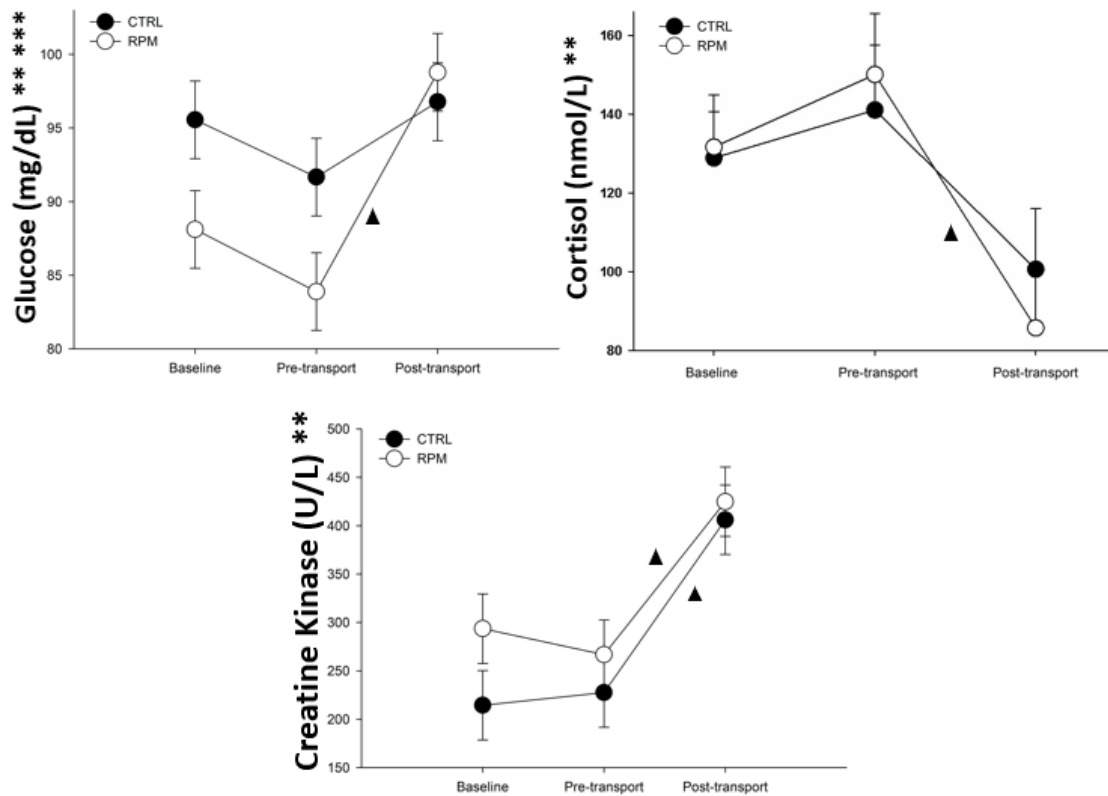 Glucose (mg/dL) ** ***
CTRL
RPM
100
95
90
85
80
Baseline
Pre-transport
Post-transport
Cortisol (nmol/L) **
CTRL
RPM
160
140
120
100
80
Baseline
Pre-transport
Post-transport
Creatine Kinase (U/L) **
CTRL
RPM
500
450
400
350
300
250
200
150
Baseline
Pre-transport
Post-transport